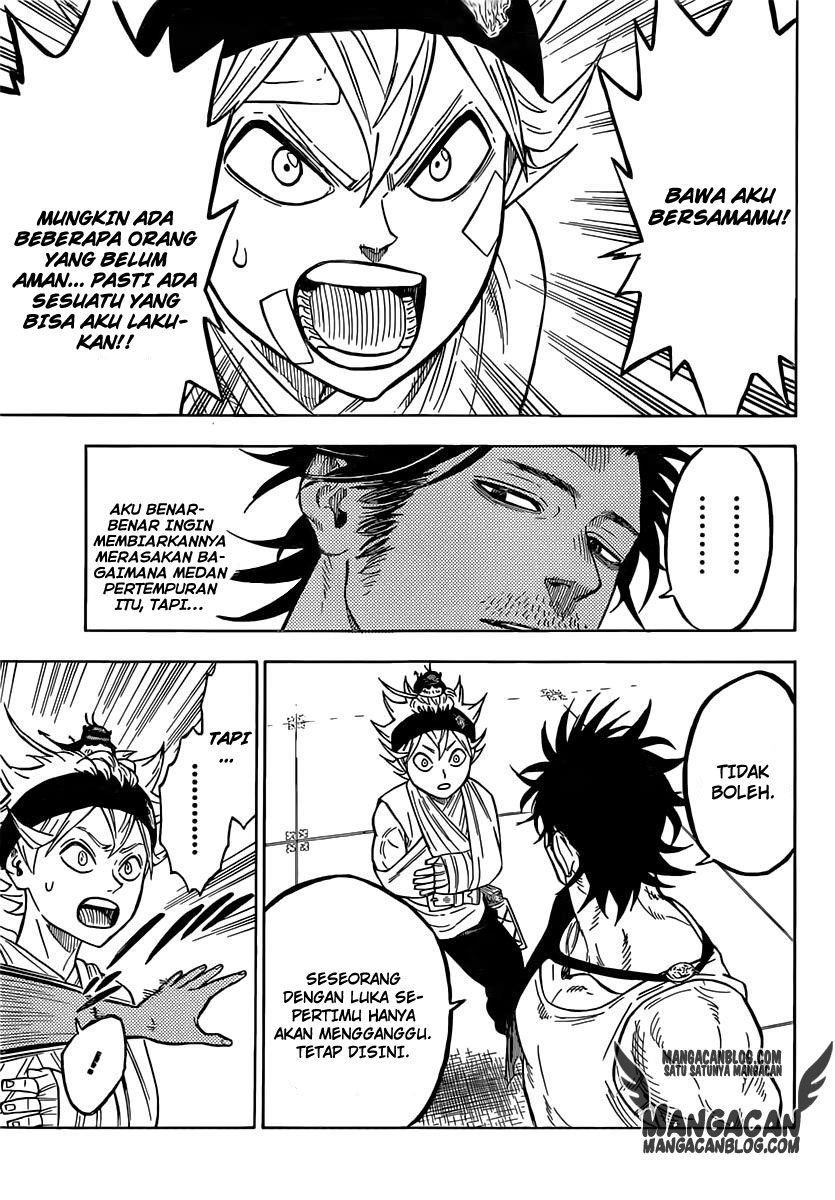 BAWA AKU
BERSAMAMU!
MUNGKIN ADA
BEBERAPA ORANG
YANG BELUM
AMAN... PASTI ADA
SESUATU YANG
BISA AKU LAKU-
KAN!!
.......
AKU BENAR-
BENAR INGIN
MEMBIARKANNYA
MERASAKAN BA-
GAIMANA MEDAN
PERTEMPURAN
ITU, TAPI...
TIDAK
BOLEH.
SESEORANG
DENGAN LUKA SE-
PERTIMU HANYA
AKAN MENGGANGGU.
TETAP DISINI.
TAPI
...
........
MANGACANBLOG.COM
SATU SATUNYA MANGACAN
MANGACAN
MANGACANBLOG.COM